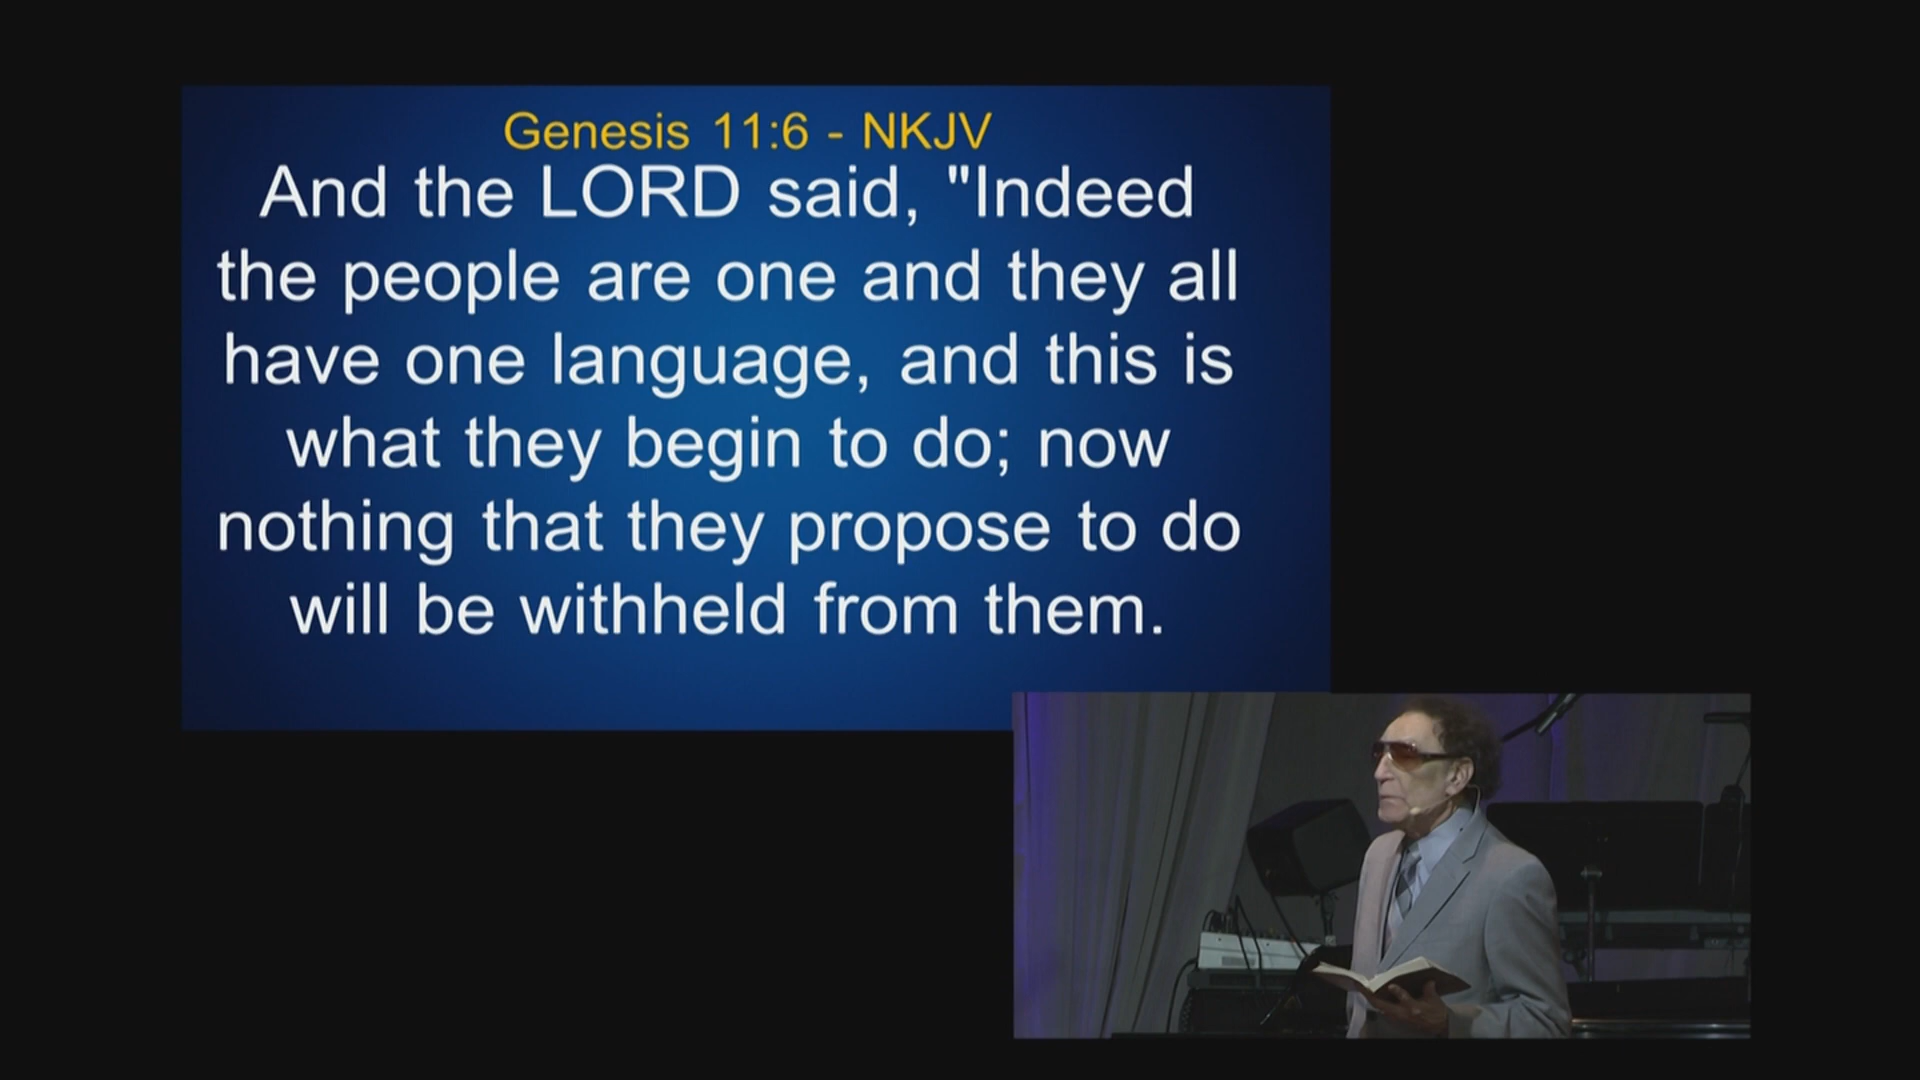 Genesis 11:6 - NKJV
And the LORD said, "Indeed
the people are one and they all
have one language, and this is
what they begin to do; now
nothing that they propose to do
will be withheld from them.